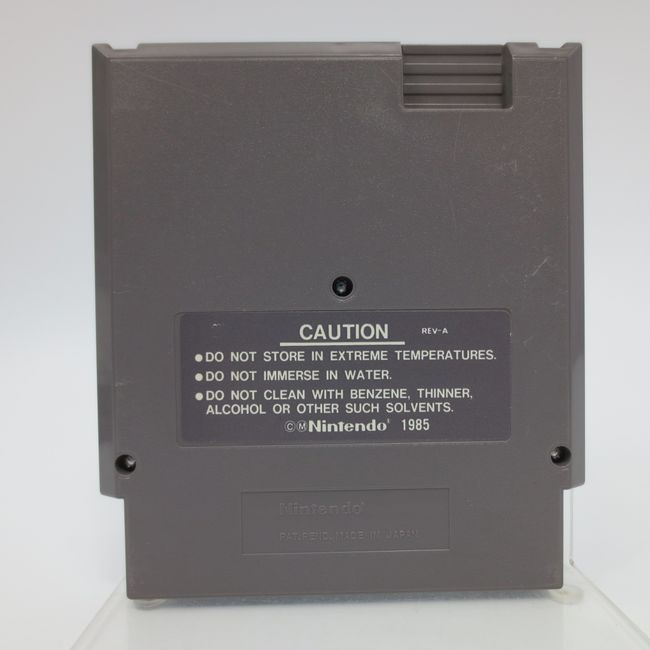 CAUTION REV-A
●DO NOT STORE IN EXTREME TEMPERATURES.
●DO NOT IMMERSE IN WATER.
●DO NOT CLEAN WITH BENZENE, THINNER,
ALCOHOL OR OTHER SUCH SOLVENTS.
ⒸⓂNintendo® 1985
Nintendo®
PAT. PEND. MADE IN JAPAN